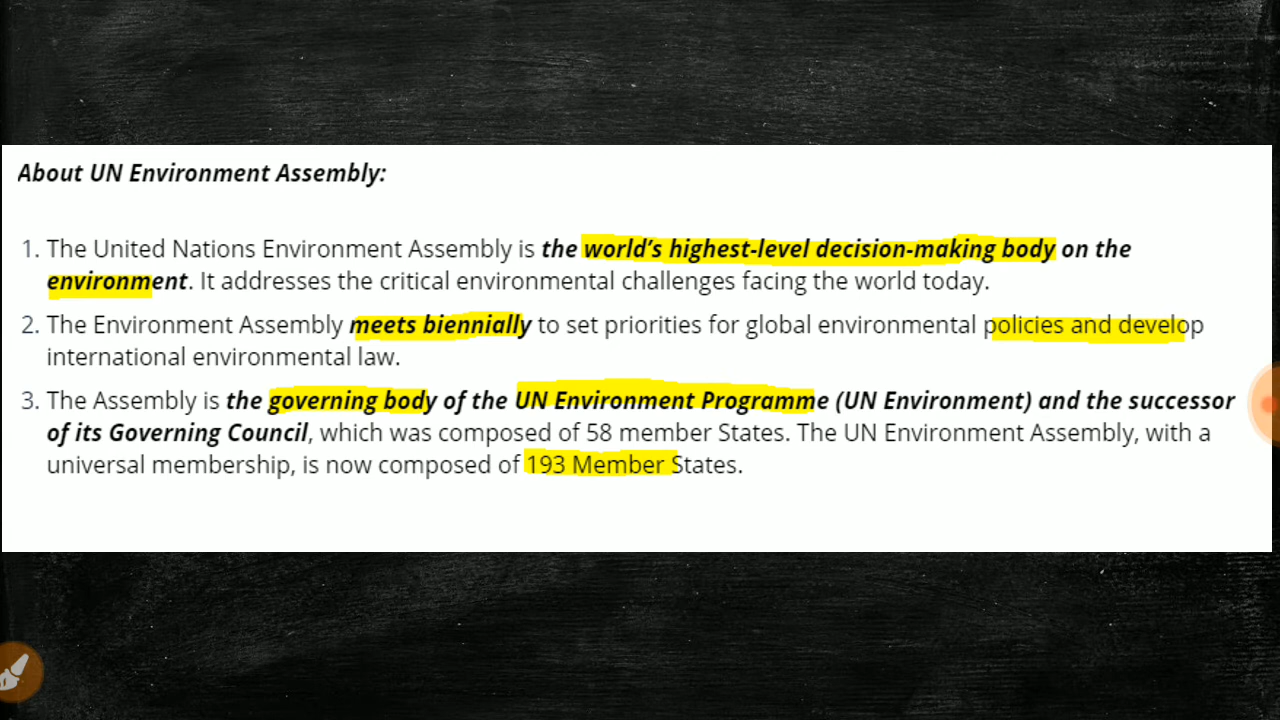 About UN Environment Assembly:
1. The United Nations Environment Assembly is the world's highest-level decision-making body on the
environment. It addresses the critical environmental challenges facing the world today.
2. The Environment Assembly meets biennially to set priorities for global environmental policies and develop
international environmental law.
3. The Assembly is the governing body of the UN Environment Programme (UN Environment) and the successor
of its Governing Council, which was composed of 58 member States. The UN Environment Assembly, with a
universal membership, is now composed of 193 Member States.